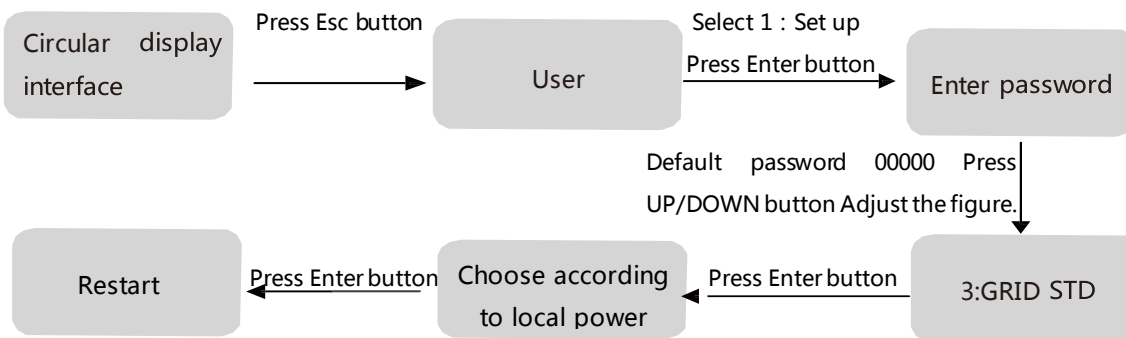 Circular display
interface
Press Esc button
User
Select 1 : Set up
Press Enter button
Enter password
Default password 00000 Press
UP/DOWN button Adjust the figure.
3:GRID STD
Press Enter button
Choose according
to local power
Press Enter button
Restart